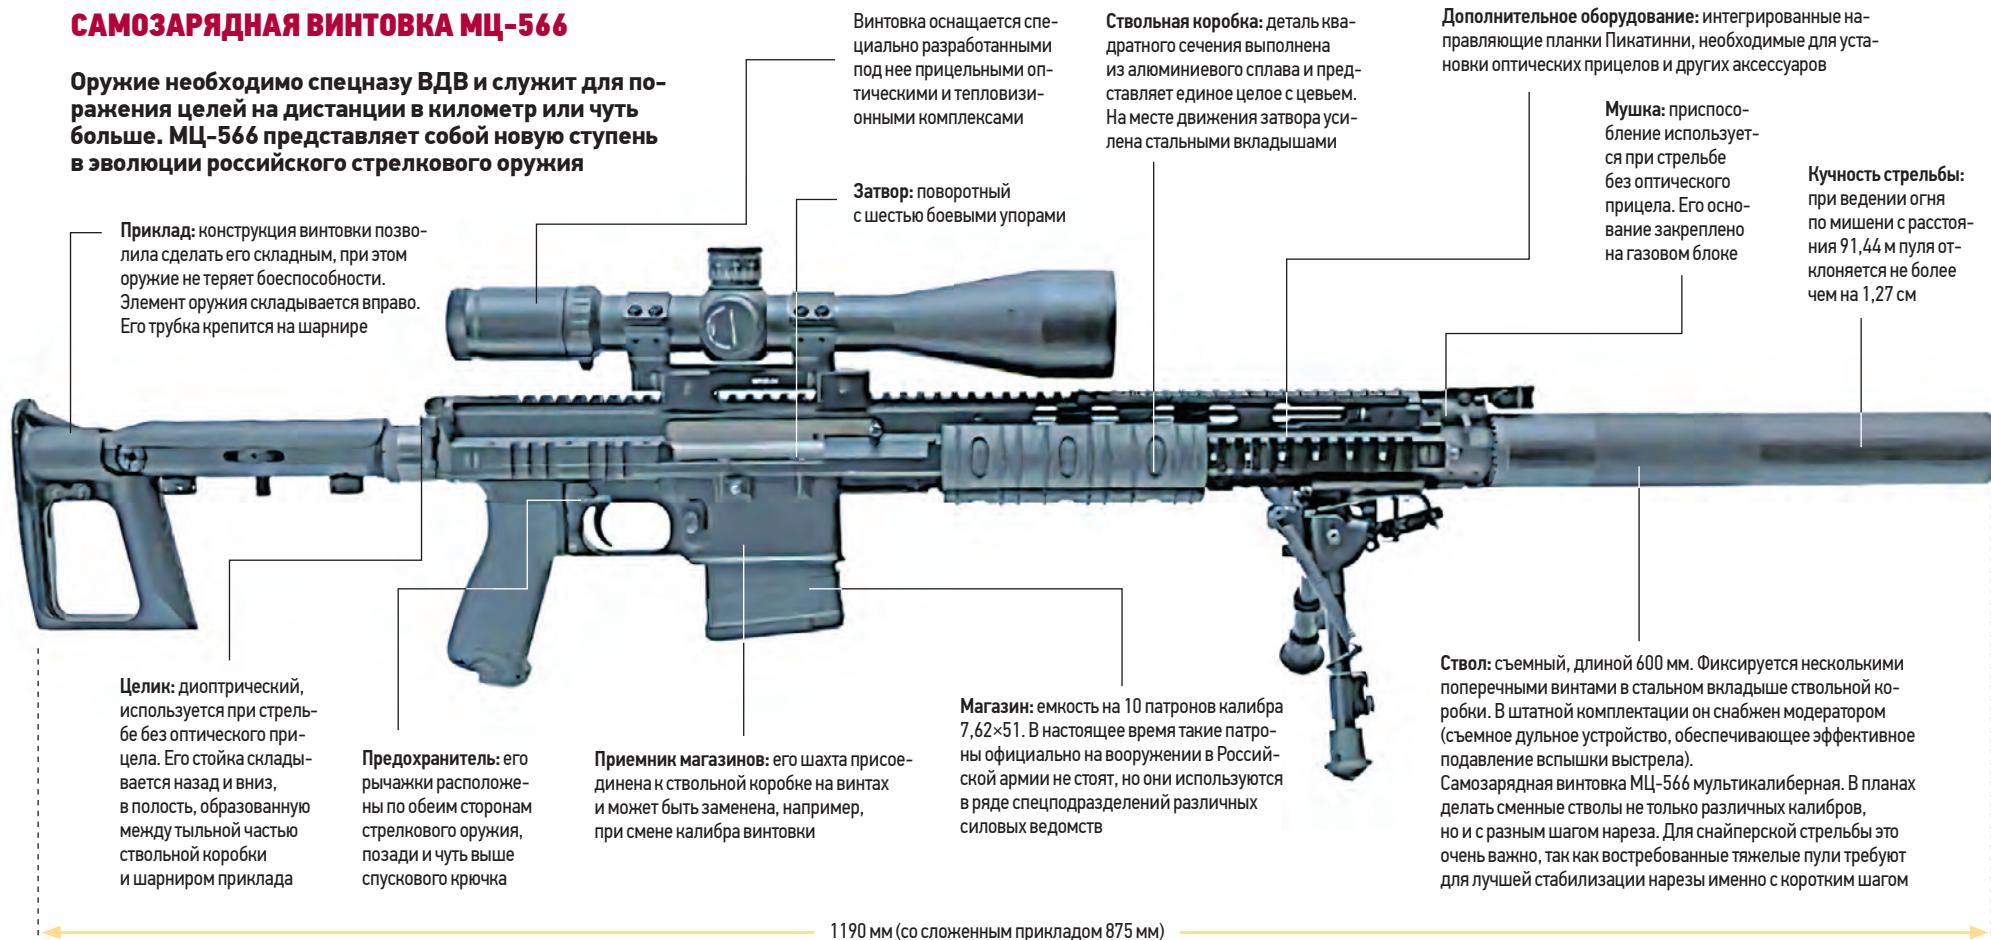 САМОЗАРЯДНАЯ ВИНТОВКА МЦ-566
Оружие необходимо спецназу ВДВ и служит для по-
ражения целей на дистанции в километр или чуть
больше. МЦ-566 представляет собой новую ступень
в эволюции российского стрелкового оружия
Винтовка оснащается спе-
циально разработанными
под нее прицельными оп-
тическими и тепловизи-
онными комплексами
Ствольная коробка: деталь ква-
дратного сечения выполнена
из алюминиевого сплава и пред-
ставляет единое целое с цевьем.
На месте движения затвора уси-
лена стальными вкладышами
Дополнительное оборудование: интегрированные на-
правляющие планки Пикатинни, необходимые для уста-
новки оптических прицелов и других аксессуаров
Мушка: приспосо-
бление использует-
ся при стрельбе
без оптического
прицела. Его осно-
вание закреплено
на газовом блоке
Кучность стрельбы:
при ведении огня
по мишени с расстоя-
ния 91,44 м пуля от-
клоняется не более
чем на 1,27 см
Затвор: поворотный
с шестью боевыми упорами
Приклад: конструкция винтовки позво-
лила сделать его складным, при этом
оружие не теряет боеспособности.
Элемент оружия складывается вправо.
Его трубка крепится на шарнире
Целик: диоптрический,
используется при стрель-
бе без оптического при-
цела. Его стойка склады-
вается назад и вниз,
в полость, образованную
между тыльной частью
ствольной коробки
и шарниром приклада
Предохранитель: его
рычажки расположе-
ны по обеим сторонам
стрелкового оружия,
позади и чуть выше
спускового крючка
Приемник магазинов: его шахта присое-
динена к ствольной коробке на винтах
и может быть заменена, например,
при смене калибра винтовки
Магазин: емкость на 10 патронов калибра
7,62×51. В настоящее время такие патро-
ны официально на вооружении в Россий-
ской армии не стоят, но они используются
в ряде спецподразделений различных
силовых ведомств
Ствол: съемный, длиной 600 мм. Фиксируется несколькими
поперечными винтами в стальном вкладыше ствольной ко-
робки. В штатной комплектации он снабжен модератором
(съемное дульное устройство, обеспечивающее эффективное
подавление вспышки выстрела).
Самозарядная винтовка МЦ-566 мультикалиберная. В планах
делать сменные стволы не только различных калибров,
но и с разным шагом нареза. Для снайперской стрельбы это
очень важно, так как востребованные тяжелые пули требуют
для лучшей стабилизации нарезы именно с коротким шагом
1190 мм (со сложенным прикладом 875 мм)